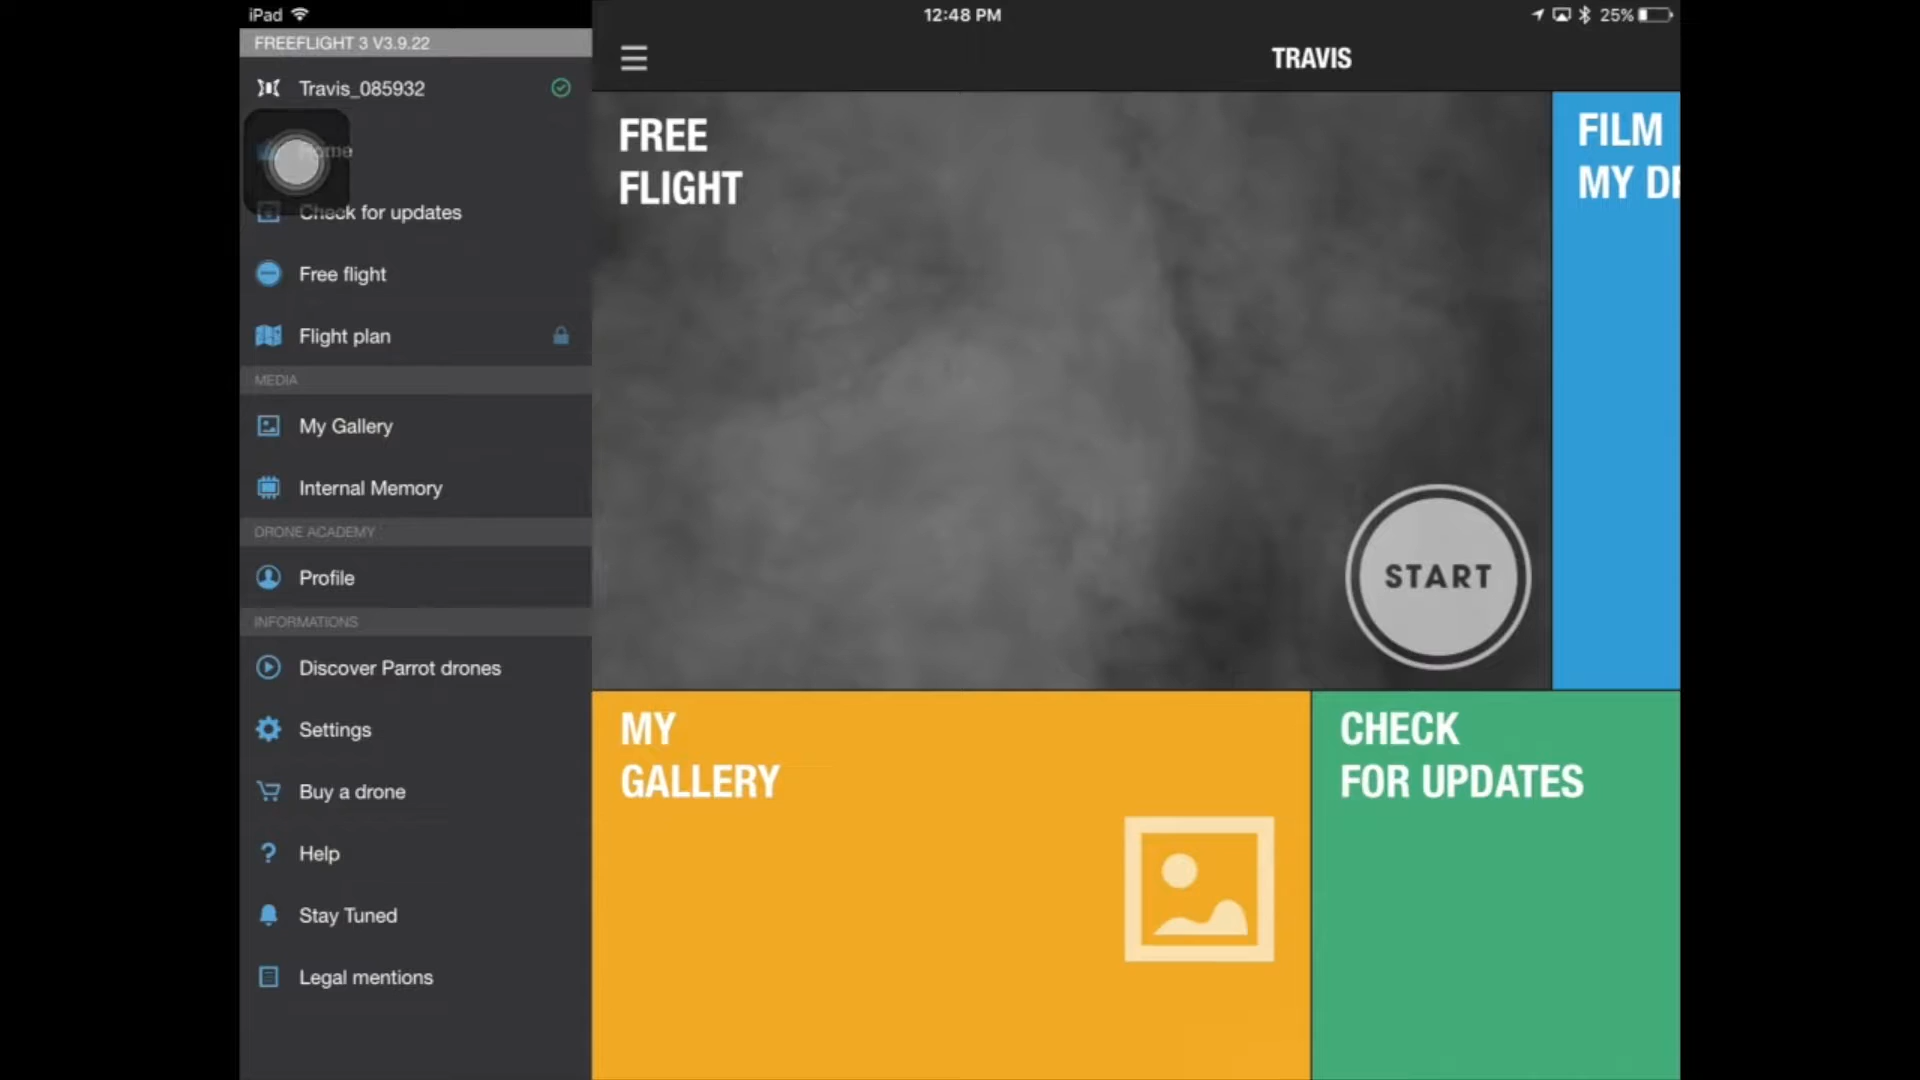 iPad
12:48 PM
25%
FREEFLIGHT 3 V3.9.22
Travis_085932
Home
Check for updates
Free flight
Flight plan
MEDIA
My Gallery
Internal Memory
DRONE ACADEMY
Profile
INFORMATIONS
Discover Parrot drones
Settings
Buy a drone
Help
Stay Tuned
Legal mentions
TRAVIS
FREE
FLIGHT
START
FILM
MY DR
MY
GALLERY
CHECK
FOR UPDATES